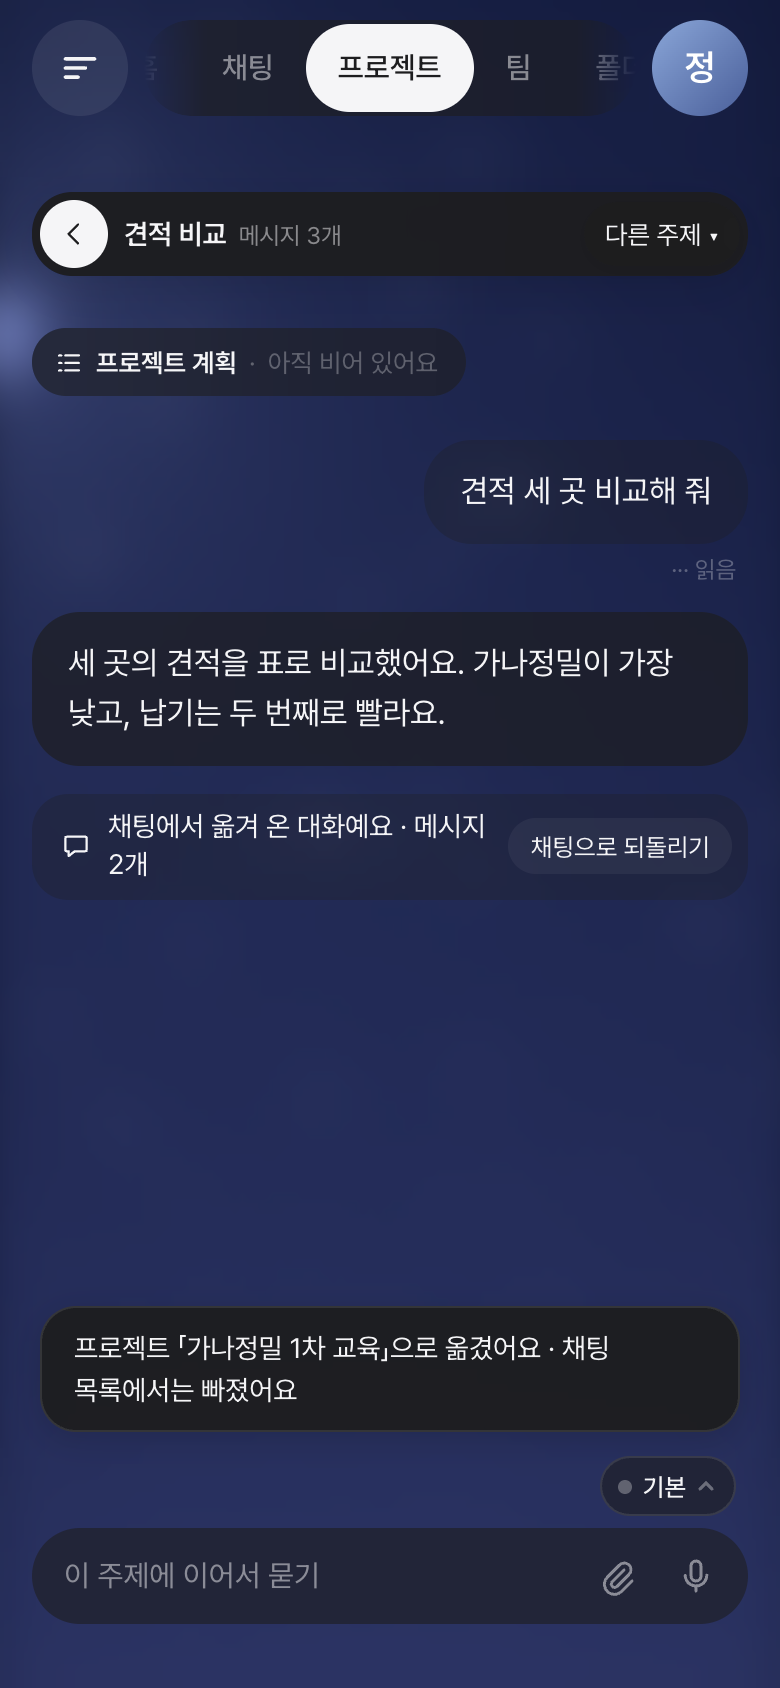 채팅
프로젝트
팀
정
견적 비교 메시지 3개
다른 주제 ▾
프로젝트 계획 · 아직 비어 있어요
견적 세 곳 비교해 줘
··· 읽음
세 곳의 견적을 표로 비교했어요. 가나정밀이 가장
낮고, 납기는 두 번째로 빨라요.
채팅에서 옮겨 온 대화예요 · 메시지
2개
채팅으로 되돌리기
프로젝트 「가나정밀 1차 교육」으로 옮겼어요 · 채팅
목록에서는 빠졌어요
기본
이 주제에 이어서 묻기